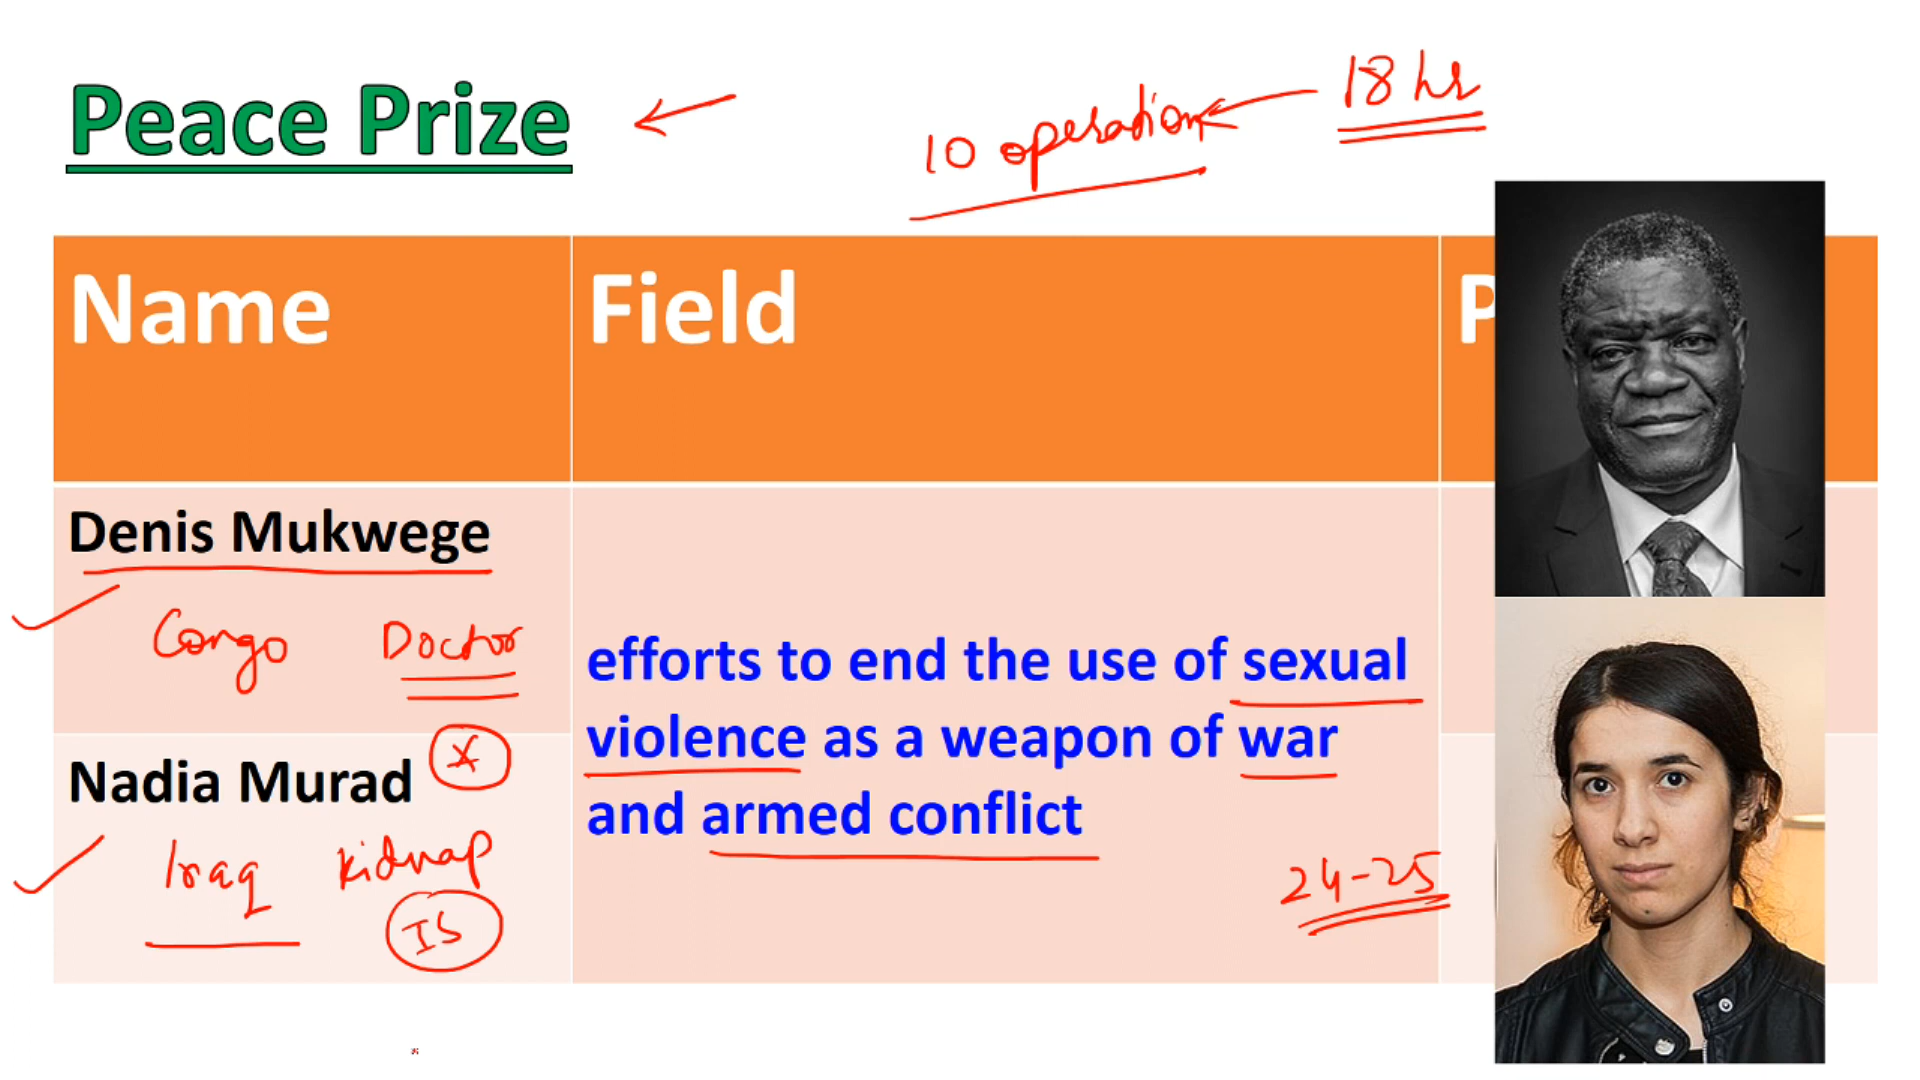 Peace Prize
10 operation
18 hr
Name
Field
P
Denis Mukwege
Congo Doctor
efforts to end the use of sexual
violence as a weapon of war
and armed conflict
Nadia Murad
Iraq Kidnap
IS
24-25